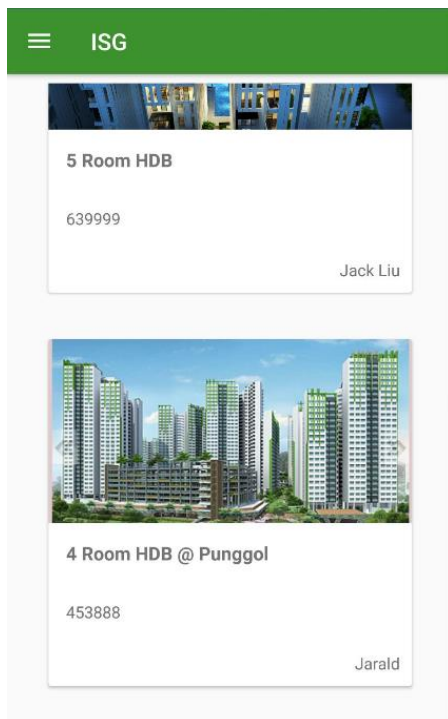 ISG
5 Room HDB
639999
Jack Liu
4 Room HDB @ Punggol
453888
Jarald